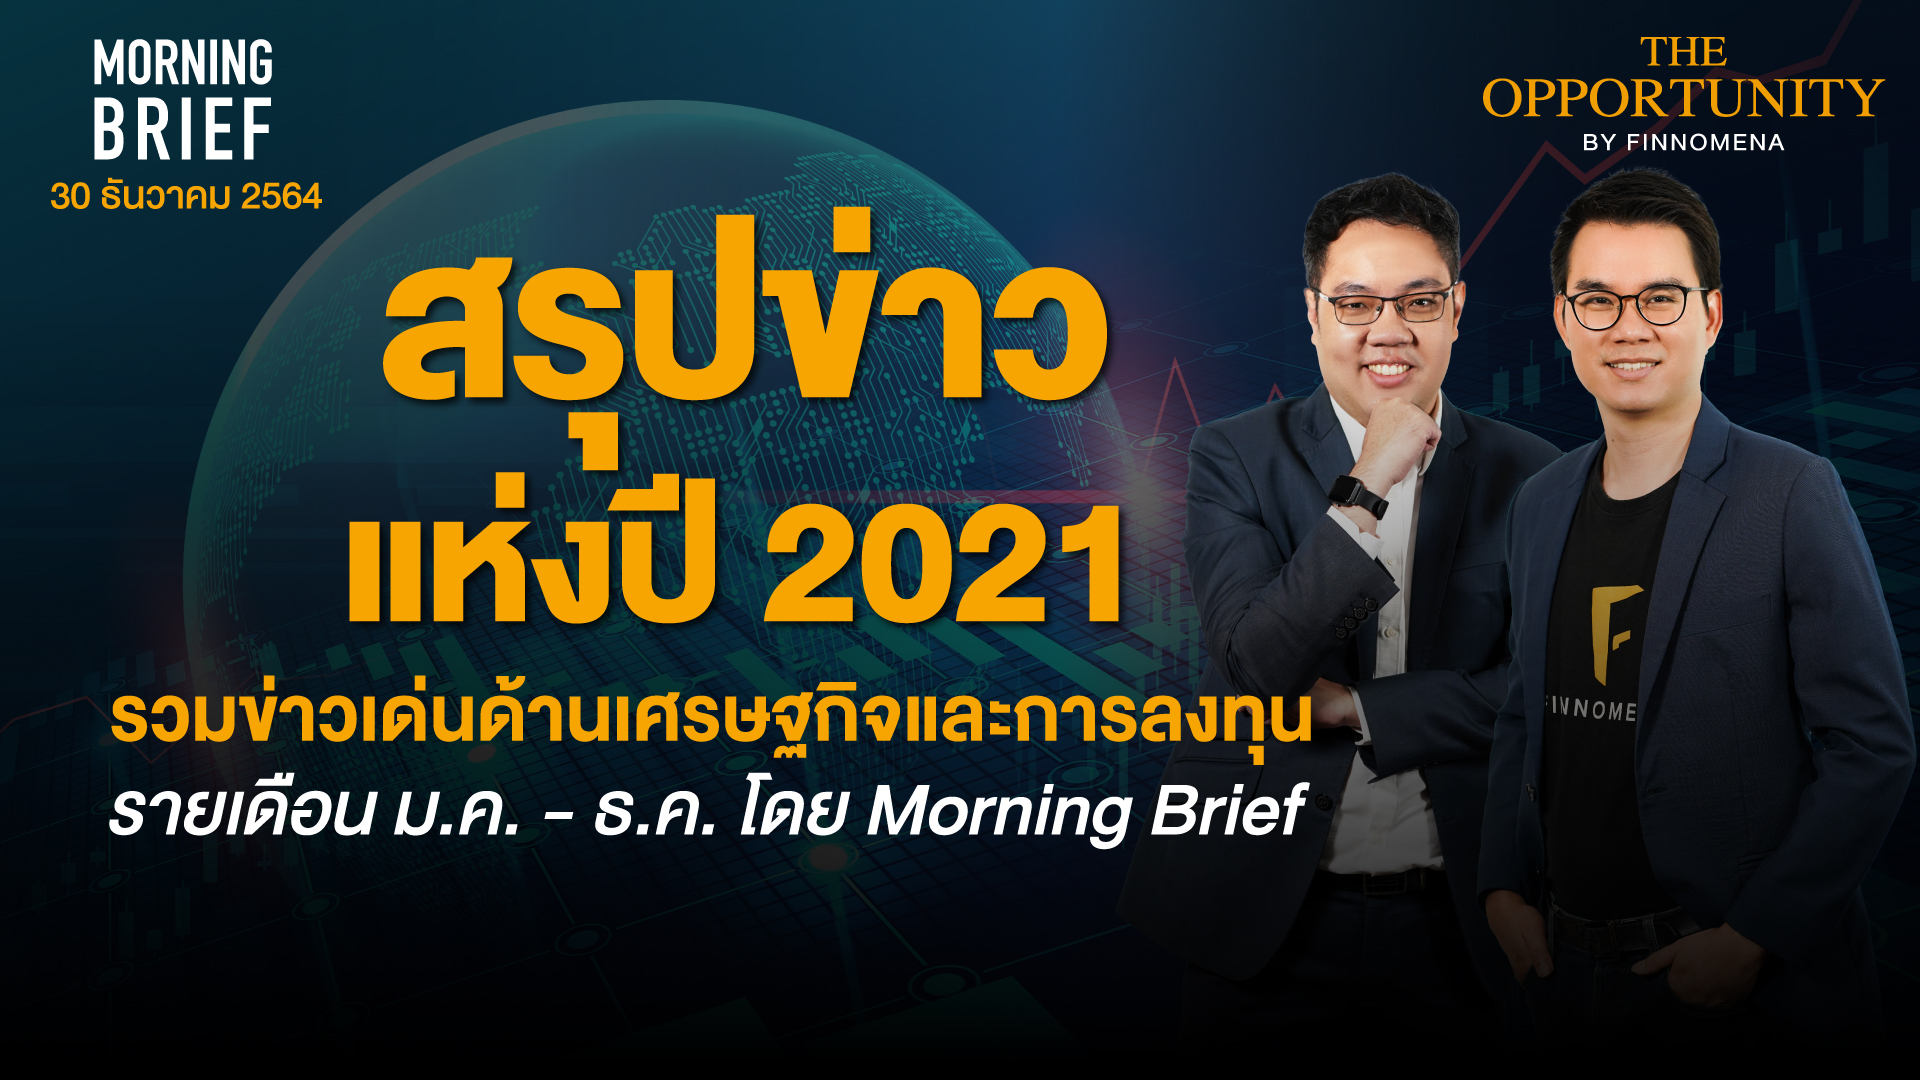 MORNING
BRIEF
30 ธันวาคม 2564
THE
OPPORTUNITY
BY FINNOMENA
สรุปข่าว
แห่งปี 2021
รวมข่าวเด่นด้านเศรษฐกิจและการลงทุน
รายเดือน ม.ค. - ธ.ค. โดย Morning Brief
FINNOME